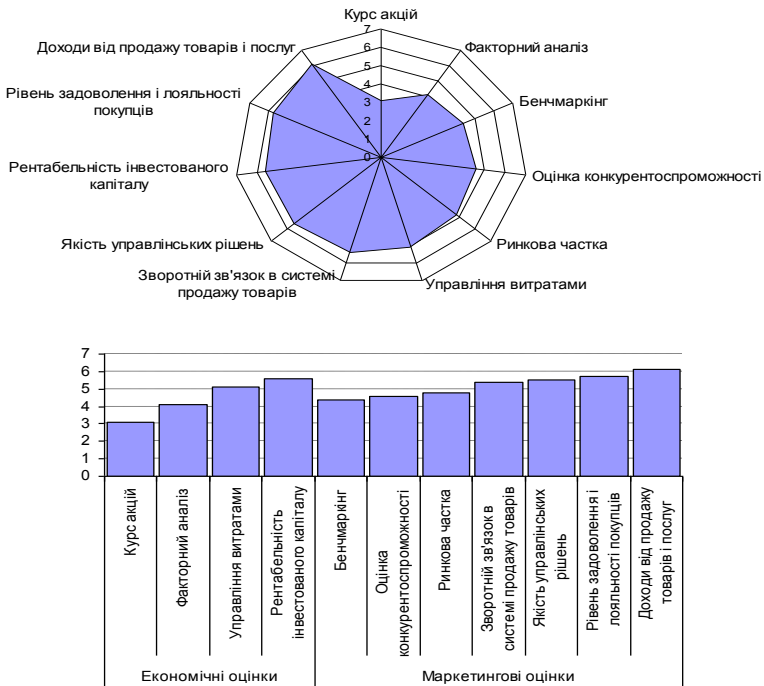 Курс акцій
Доходи від продажу товарів і послуг
Факторний аналіз
Рівень задоволення і лояльності
покупців
Бенчмаркінг
Рентабельність інвестованого
капіталу
Оцінка конкурентоспроможності
Якість управлінських рішень
Ринкова частка
Зворотній зв'язок в системі
продажу товарів
Управління витратами
7
6
5
4
3
2
1
0
7
6
5
4
3
2
1
0
Курс акцій
Факторний аналіз
Управління витратами
Рентабельність
інвестованого капіталу
Бенчмаркінг
Оцінка
конкурентоспроможності
Ринкова частка
Зворотній зв'язок в
системі продажу товарів
Якість управлінських
рішень
Рівень задоволення і
лояльності покупців
Доходи від продажу
товарів і послуг
Економічні оцінки
Маркетингові оцінки